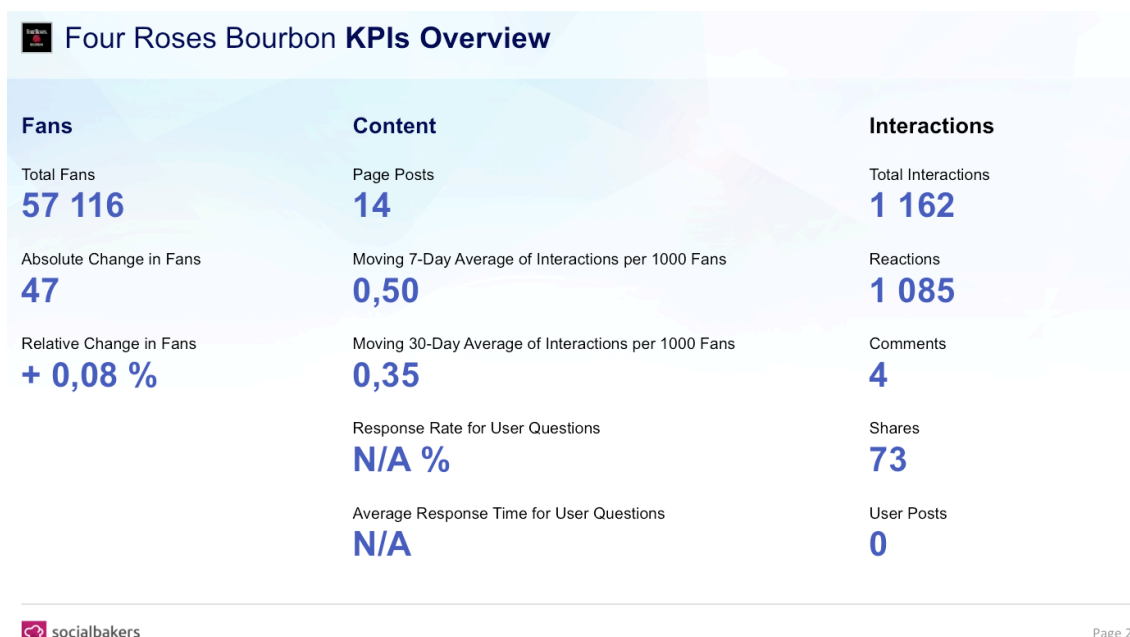 Four Roses Bourbon KPIs Overview
Fans
Total Fans
57 116
Absolute Change in Fans
47
Relative Change in Fans
+ 0,08 %
Content
Page Posts
14
Moving 7-Day Average of Interactions per 1000 Fans
0,50
Moving 30-Day Average of Interactions per 1000 Fans
0,35
Response Rate for User Questions
N/A %
Average Response Time for User Questions
N/A
Interactions
Total Interactions
1 162
Reactions
1 085
Comments
4
Shares
73
User Posts
0
socialbakers
Page 2